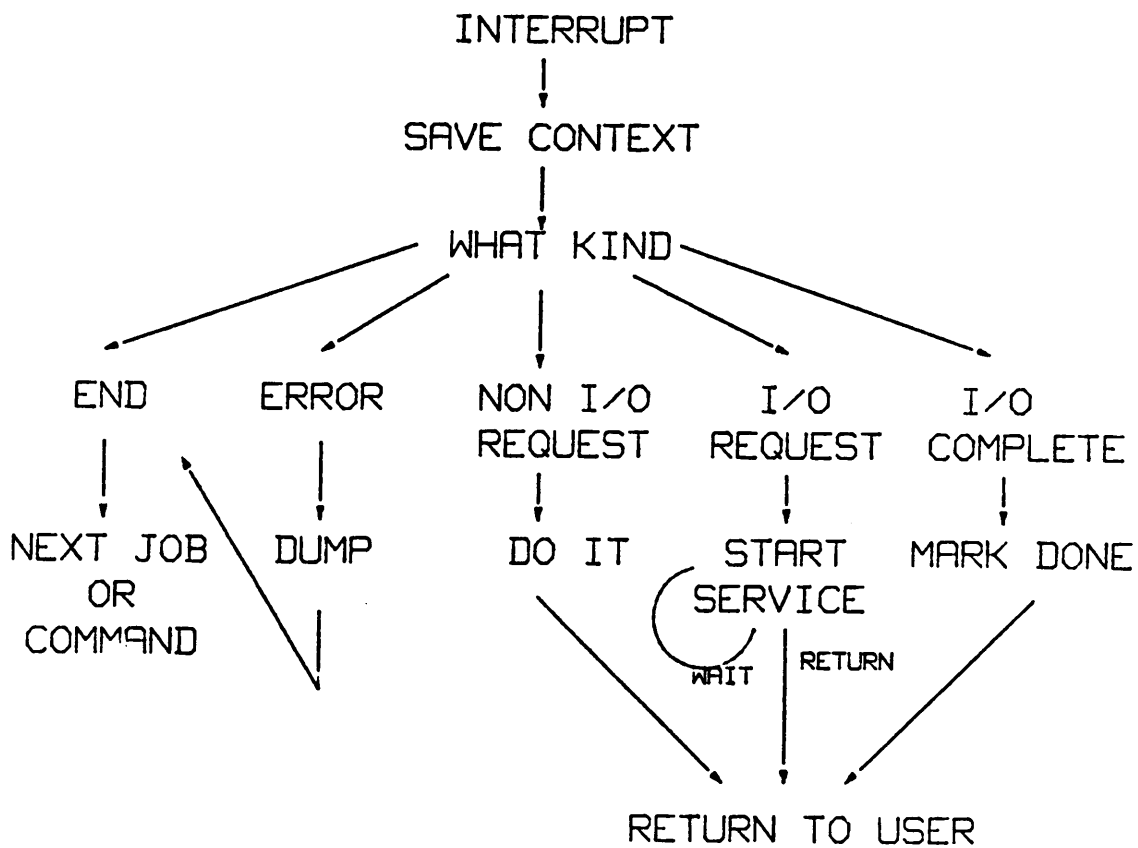 INTERRUPT
SAVE CONTEXT
WHAT KIND
END
ERROR
NON I/O
REQUEST
I/O
REQUEST
I/O
COMPLETE
NEXT JOB
OR
COMMAND
DUMP
DO IT
START
SERVICE
WAIT
RETURN
MARK DONE
RETURN TO USER